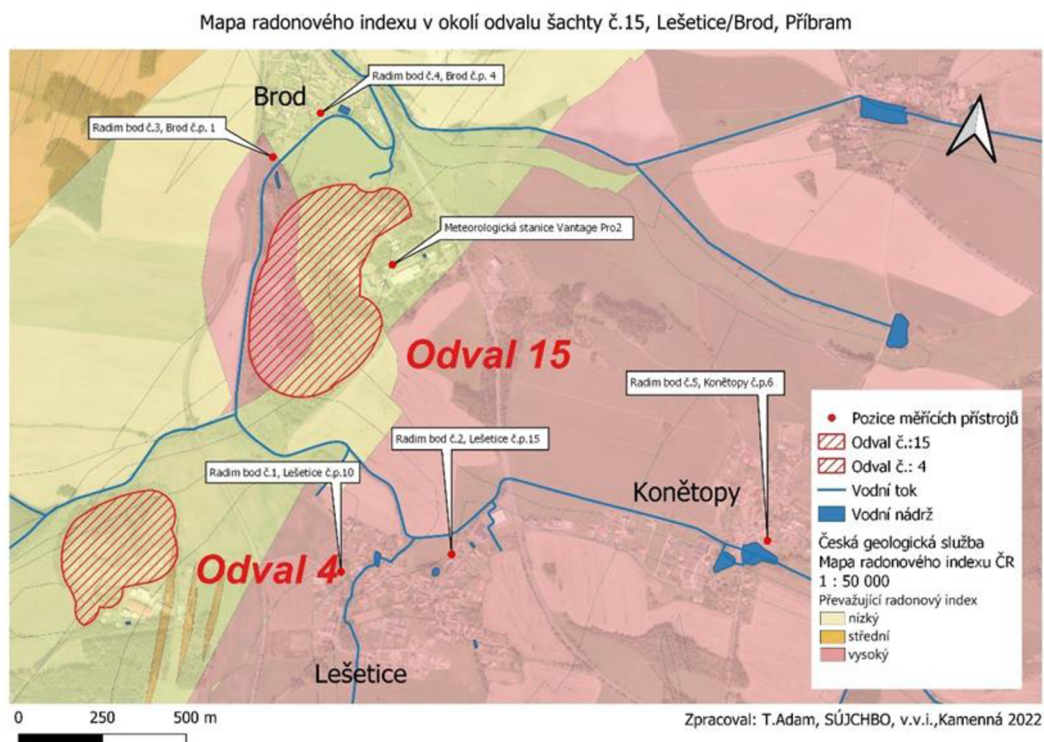 Mapa radonového indexu v okolí odvalu šachty č.15, Lešetice/Brod, Příbram
Radim bod č.4, Brod č.p. 4
Brod
Radim bod č.3, Brod č.p. 1
Meteorologická stanice Vantage Pro2
Odval 15
Radim bod č.5, Konětopy č.p.6
Radim bod č.2, Lešetice č.p.15
Radim bod č.1, Lešetice č.p.10
Konětopy
Odval 4
Lešetice
Pozice měřících přístrojů
Odval č.:15
Odval č.: 4
Vodní tok
Vodní nádrž
Česká geologická služba
Mapa radonového indexu ČR
1 : 50 000
Převažující radonový index
nízký
střední
vysoký
0 250 500 m
Zpracoval: T.Adam, SÚJCHBO, v.v.i.,Kamenná 2022